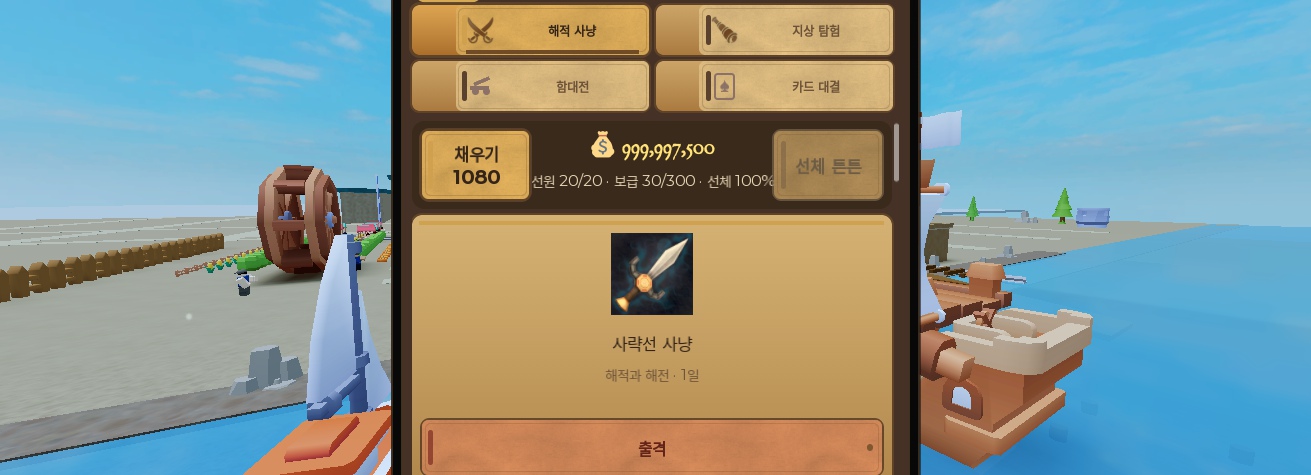 해적 사냥
지상 탐험
함대전
카드 대결
채우기
1080
999,997,500
선원 20/20 · 보급 30/300 · 선체 100%
선체 튼튼
사략선 사냥
해적과 해전 · 1일
출격